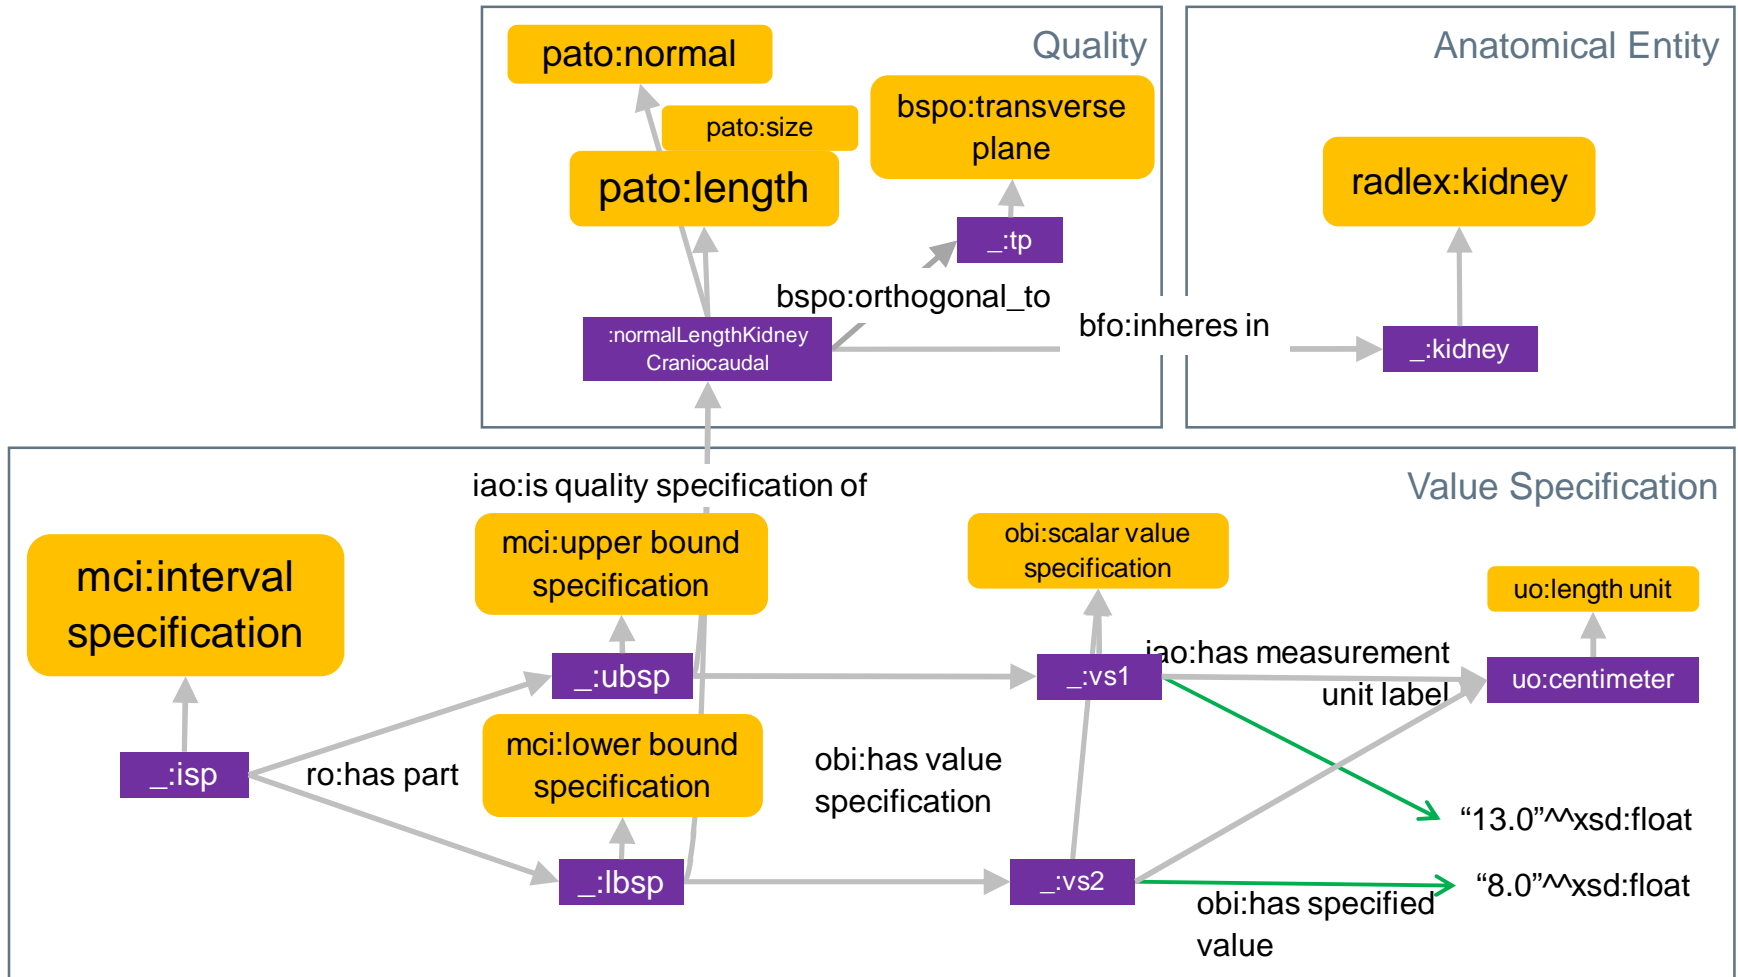 Quality
Anatomical Entity
pato:normal
pato:size
bspo:transverse
plane
pato:length
radlex:kidney
_:tp
bspo:orthogonal_to
:normalLengthKidney
Craniocaudal
bfo:inheres in
_:kidney
iao:is quality specification of
Value Specification
mci:interval
specification
mci:upper bound
specification
obi:scalar value
specification
uo:length unit
_:ubsp
_:vs1
iao:has measurement
unit label
uo:centimeter
mci:lower bound
specification
_:isp
ro:has part
obi:has value
specification
“13.0”^^xsd:float
_:lbsp
_:vs2
“8.0”^^xsd:float
obi:has specified
value